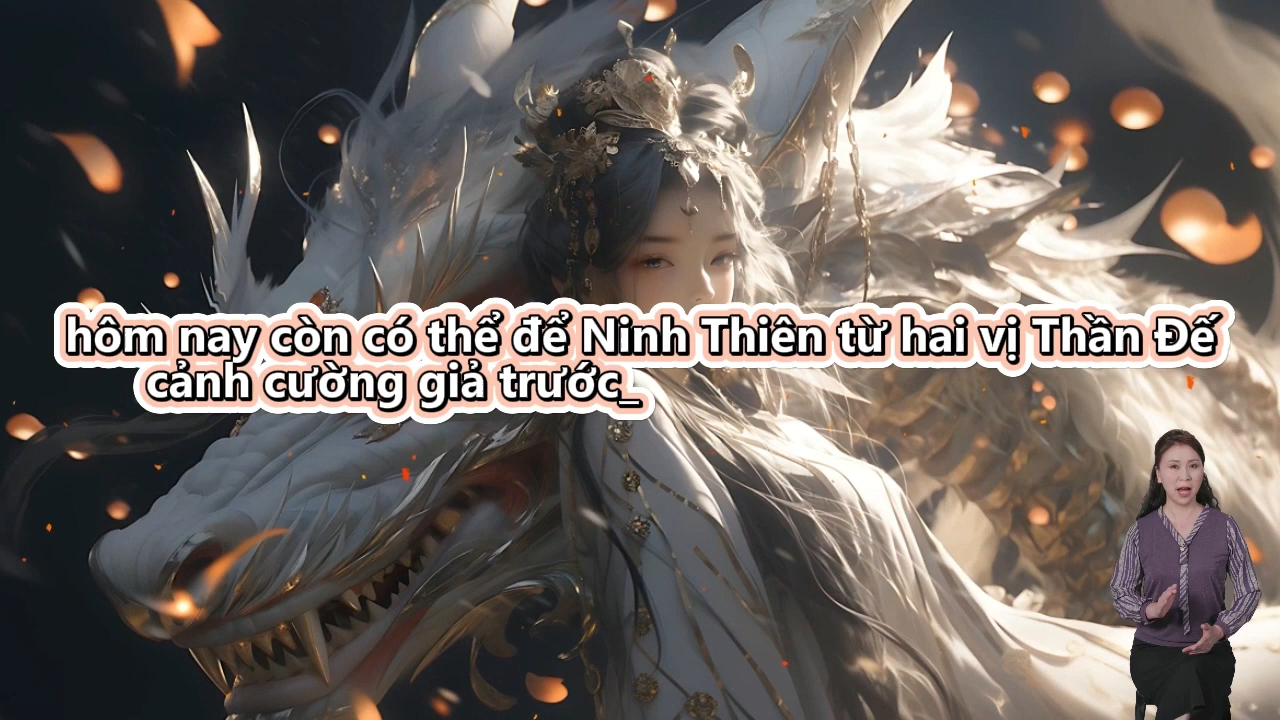 hôm nay còn có thể để Ninh Thiên từ hai vị Thần Đế
cảnh cường giả trước_